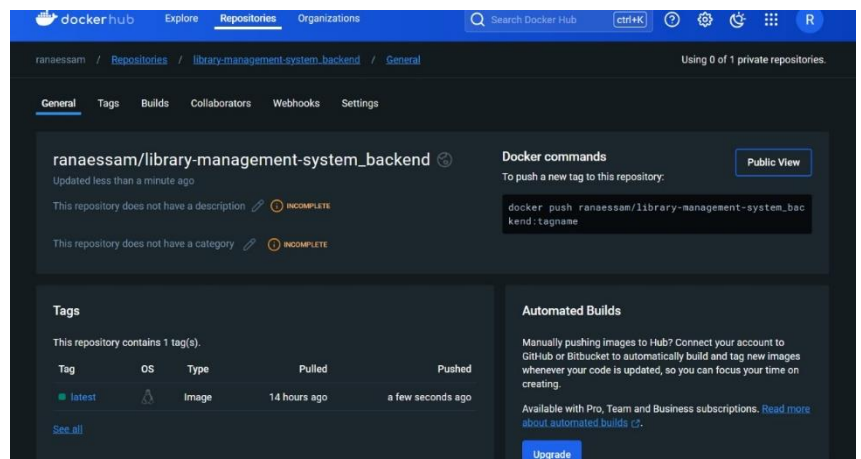 dockerhub Explore Repositories Organizations Search Docker Hub ctrl+K R
ranaessam / Repositories / library-management-system_backend / General Using 0 of 1 private repositories.
General Tags Builds Collaborators Webhooks Settings
ranaessam/library-management-system_backend
Updated less than a minute ago
This repository does not have a description INCOMPLETE
This repository does not have a category INCOMPLETE
Docker commands
Public View
To push a new tag to this repository:
docker push ranaessam/library-management-system_bac
kend:tagname
Tags
This repository contains 1 tag(s).
Tag OS Type Pulled Pushed
latest Image 14 hours ago a few seconds ago
See all
Automated Builds
Manually pushing images to Hub? Connect your account to
GitHub or Bitbucket to automatically build and tag new images
whenever your code is updated, so you can focus your time on
creating.
Available with Pro, Team and Business subscriptions. Read more
about automated builds
Upgrade